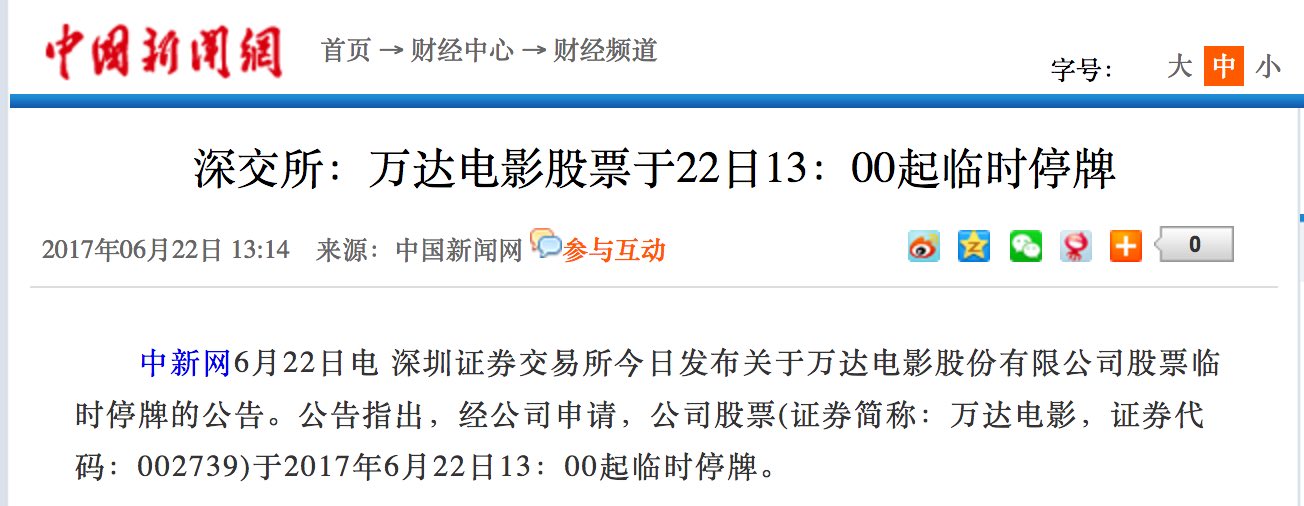 中国新闻網 首页 → 财经中心 → 财经频道
字号： 大 中 小
深交所：万达电影股票于22日13：00起临时停牌
2017年06月22日 13:14 来源：中国新闻网 参与互动 0
中新网6月22日电 深圳证券交易所今日发布关于万达电影股份有限公司股票临
时停牌的公告。公告指出，经公司申请，公司股票(证券简称：万达电影，证券代
码：002739)于2017年6月22日13：00起临时停牌。